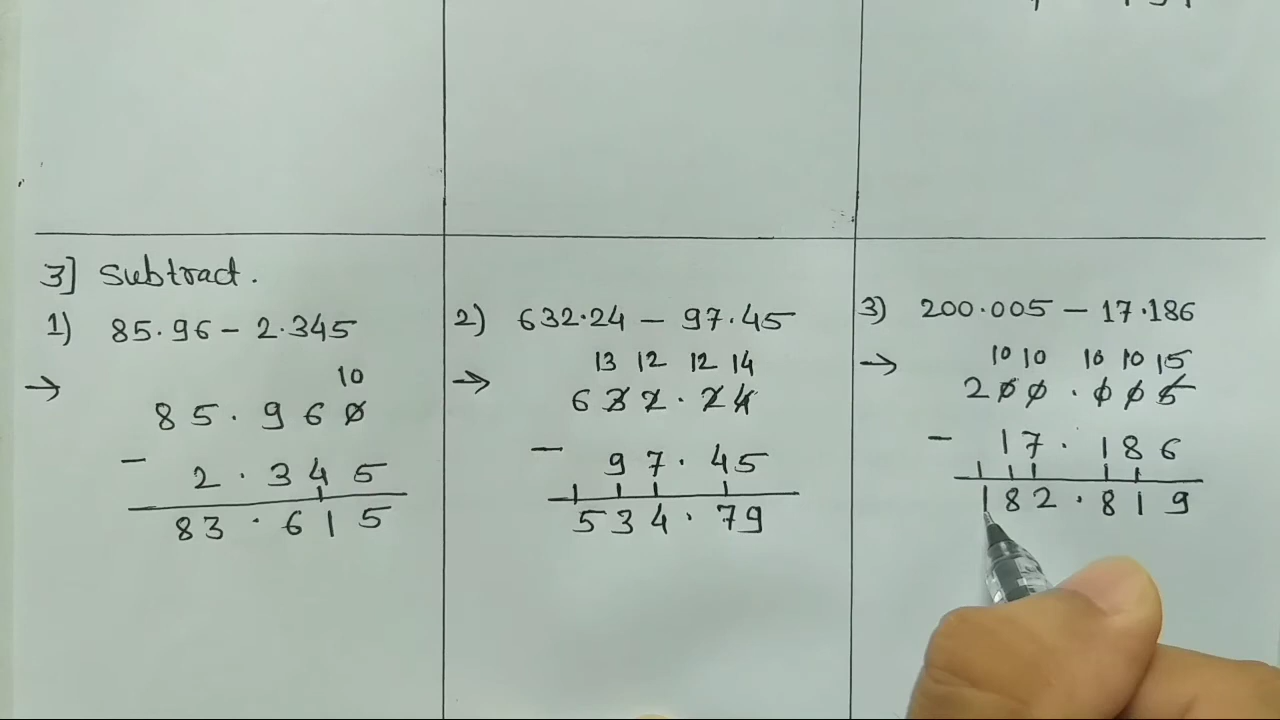 3] Subtract.
1) 85.96 - 2.345
→
10
85.960
- 2.345
83.615
2) 632.24 - 97.45
→
13 12 12 14
632.24
- 97.45
534.79
3) 200.005 - 17.186
→
10 10 10 10 15
200.005
- 17.186
182.819